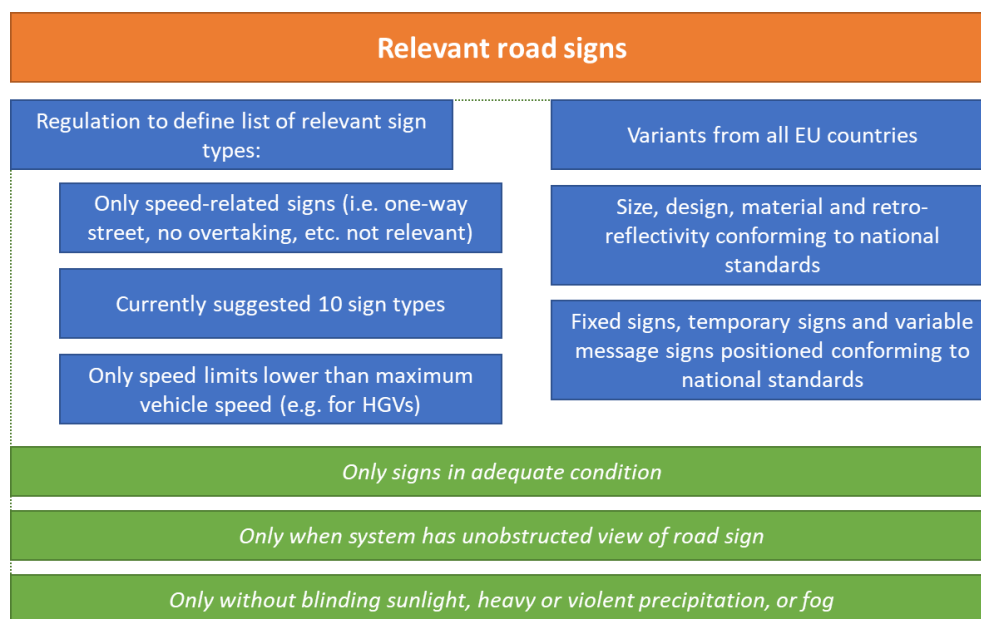 Relevant road signs
Regulation to define list of relevant sign
types:
Only speed-related signs (i.e. one-way
street, no overtaking, etc. not relevant)
Currently suggested 10 sign types
Only speed limits lower than maximum
vehicle speed (e.g. for HGVs)
Variants from all EU countries
Size, design, material and retro-
reflectivity conforming to national
standards
Fixed signs, temporary signs and variable
message signs positioned conforming to
national standards
Only signs in adequate condition
Only when system has unobstructed view of road sign
Only without blinding sunlight, heavy or violent precipitation, or fog